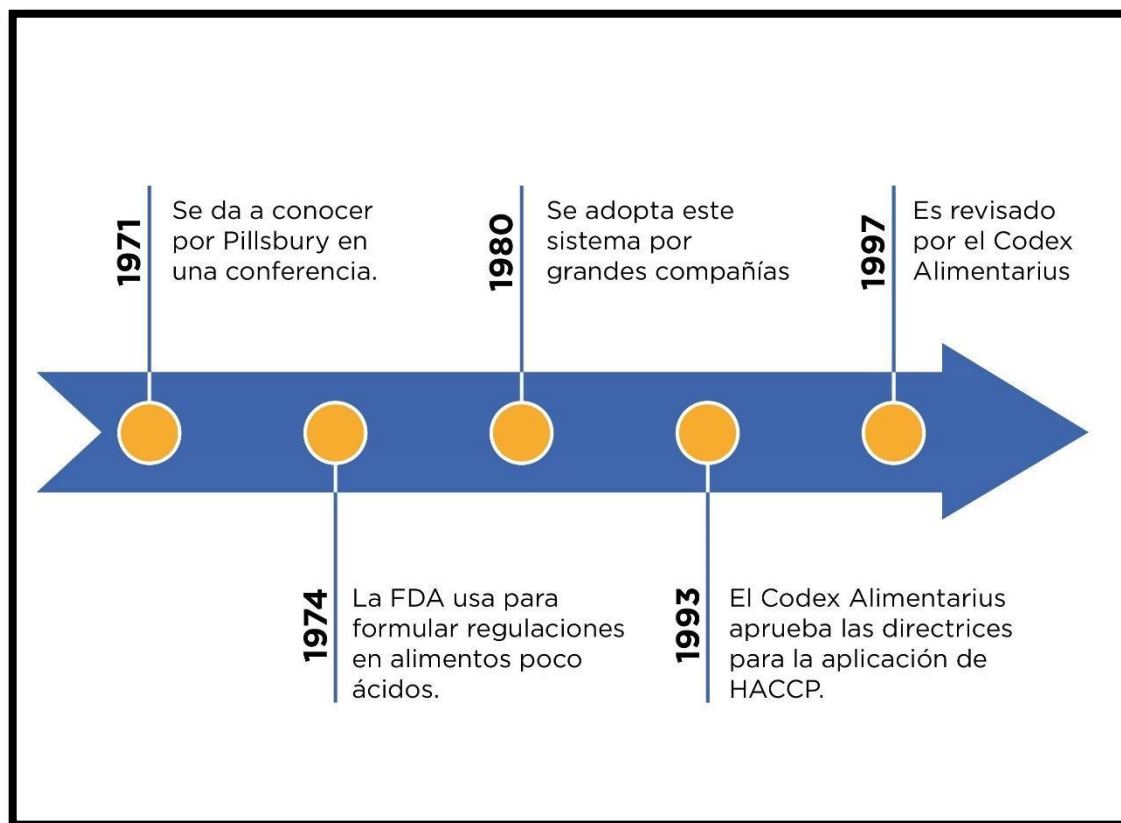 1971
Se da a conocer
por Pillsbury en
una conferencia.
1974
La FDA usa para
formular regulaciones
en alimentos poco
ácidos.
1980
Se adopta este
sistema por
grandes compañías
1993
El Codex Alimentarius
aprueba las directrices
para la aplicación de
HACCP.
1997
Es revisado
por el Codex
Alimentarius